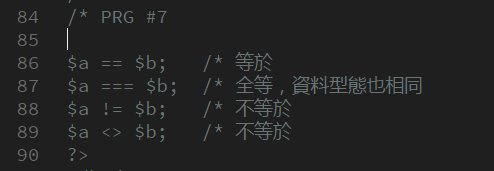 84 /* PRG #7
85
86 $a == $b; /* 等於
87 $a === $b; /* 全等，資料型態也相同
88 $a != $b; /* 不等於
89 $a <> $b; /* 不等於
90 ?>